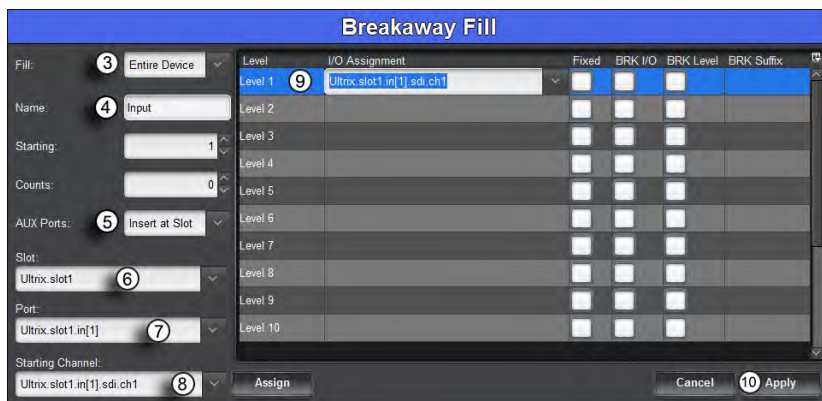 Breakaway Fill
Fill: 3 Entire Device
Name: 4 Input
Starting: 1
Counts: 0
AUX Ports: 5 Insert at Slot
Slot:
Ultrix.slot1 6
Port:
Ultrix.slot1.in[1] 7
Starting Channel:
Ultrix.slot1.in[1].sdi.ch1 8
Level I/O Assignment Fixed BRK I/O BRK Level BRK Suffix
Level 1 9 Ultrix.slot1.in[1].sdi.ch1
Level 2
Level 3
Level 4
Level 5
Level 6
Level 7
Level 8
Level 9
Level 10
Assign Cancel 10 Apply